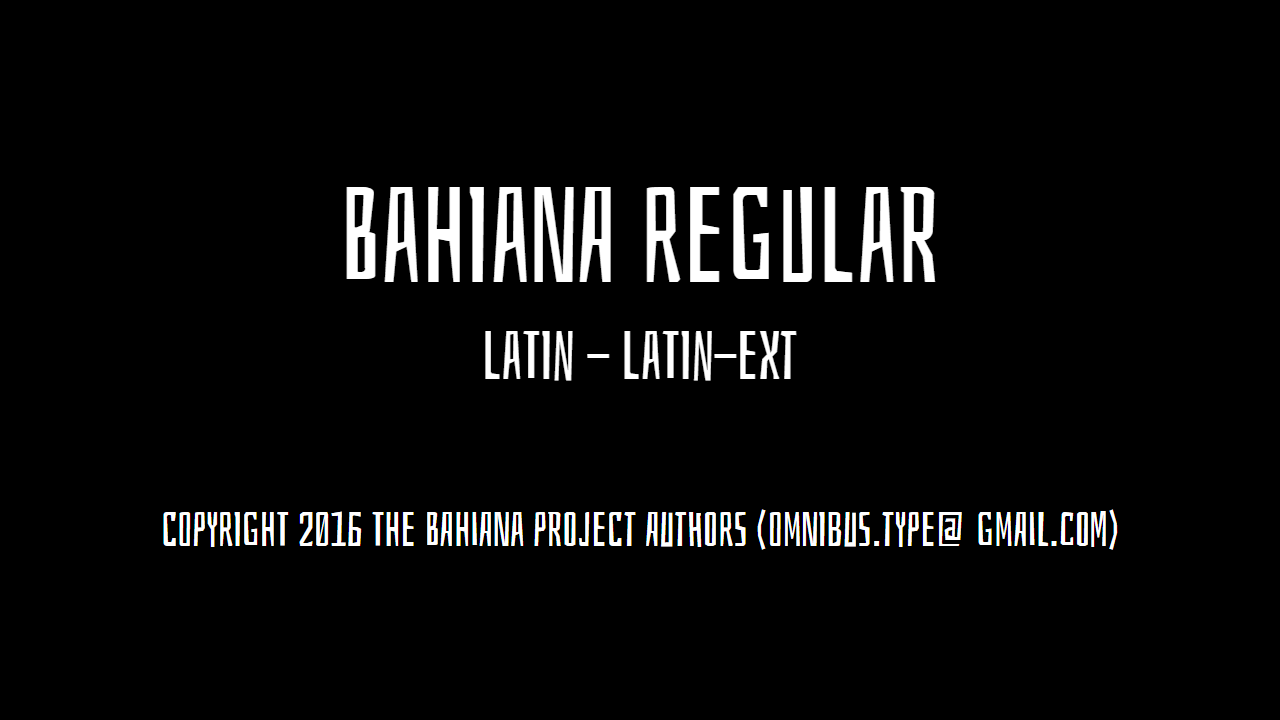 BAHIANA REGULAR
LATIN – LATIN-EXT
COPYRIGHT 2016 THE BAHIANA PROJECT AUTHORS (OMNIBUS.TYPE@ GMAIL.COM)